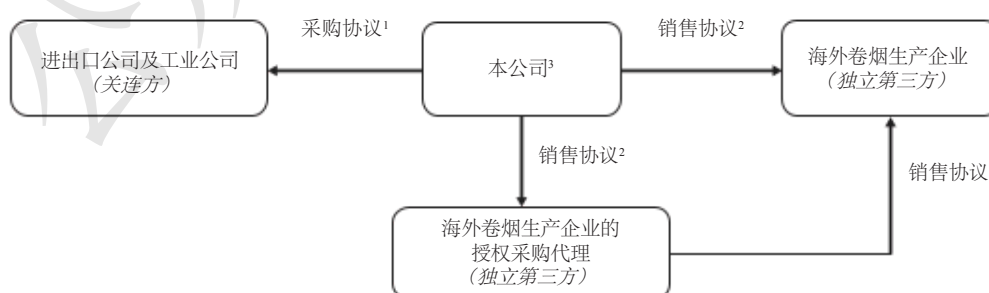 采购协议¹
销售协议²
进出口公司及工业公司
(关连方)
本公司³
海外卷烟生产企业
(独立第三方)
销售协议²
销售协议
海外卷烟生产企业的
授权采购代理
(独立第三方)